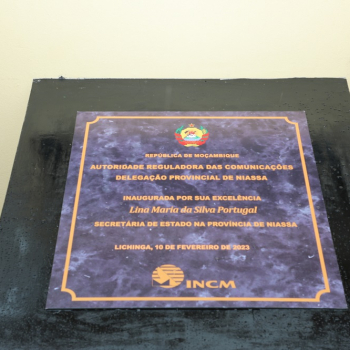 REPÚBLICA DE MOÇAMBIQUE
AUTORIDADE REGULADORA DAS COMUNICAÇÕES
DELEGAÇÃO PROVINCIAL DE NIASSA
INAUGURADA POR SUA EXCELÊNCIA
Lina Maria da Silva Portugal
SECRETÁRIA DE ESTADO NA PROVÍNCIA DE NIASSA
LICHINGA, 10 DE FEVEREIRO DE 2023
INCM